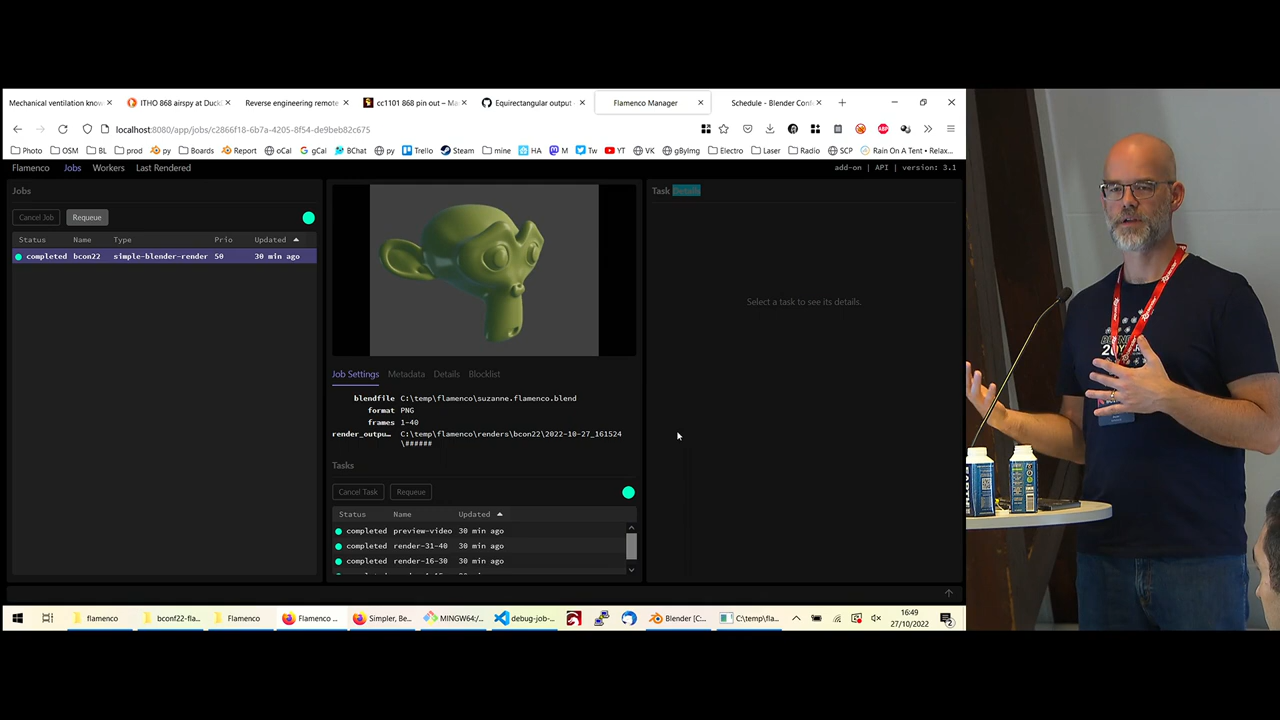 Mechanical ventilation know
ITHO 868 airspy at Duck
Reverse engineering remote
cc1101 868 pin out – Ma
Equirectangular output
Flamenco Manager
Schedule - Blender Conf
localhost:8080/app/jobs/c2866f18-6b7a-4205-8f54-de9beb82c675
Photo OSM BL prod py Boards Report oCal gCal BChat py Trello Steam mine HA M Tw YT VK gByImg Electro Laser Radio SCP Rain On A Tent • Relax…
Flamenco Jobs Workers Last Rendered
add-on | API | version: 3.1
Jobs
Cancel Job Requeue
Status Name Type Prio Updated
completed bcon22 simple-blender-render 50 30 min ago
Job Settings Metadata Details Blocklist
blendfile C:\temp\flamenco\suzanne.flamenco.blend
format PNG
frames 1-40
render_outpu… C:\temp\flamenco\renders\bcon22\2022-10-27_161524
\######
Tasks
Cancel Task Requeue
Status Name Updated
completed preview-video 30 min ago
completed render-31-40 30 min ago
completed render-16-30 30 min ago
Task Details
Select a task to see its details.
flamenco
bconf22-fla...
Flamenco
Flamenco ...
Simpler, Be...
MINGW64:/...
debug-job-...
Blender [C:...
C:\temp\fla...
16:49
27/10/2022
2